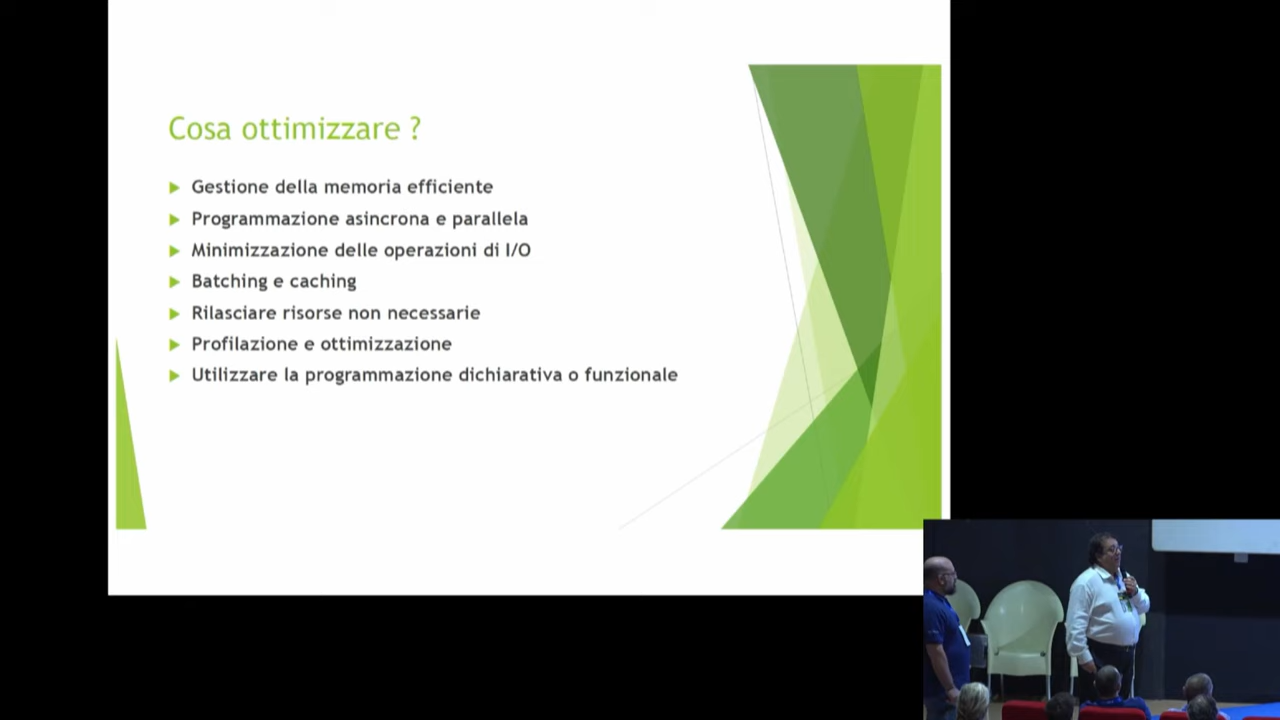 Cosa ottimizzare ?
Gestione della memoria efficiente
Programmazione asincrona e parallela
Minimizzazione delle operazioni di I/O
Batching e caching
Rilasciare risorse non necessarie
Profilazione e ottimizzazione
Utilizzare la programmazione dichiarativa o funzionale